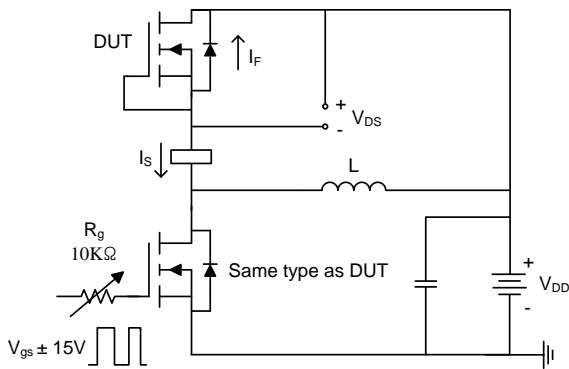 DUT
I_F
+
V_DS
-
I_S
L
R_g
10KΩ
Same type as DUT
+
V_DD
-
V_gs ± 15V